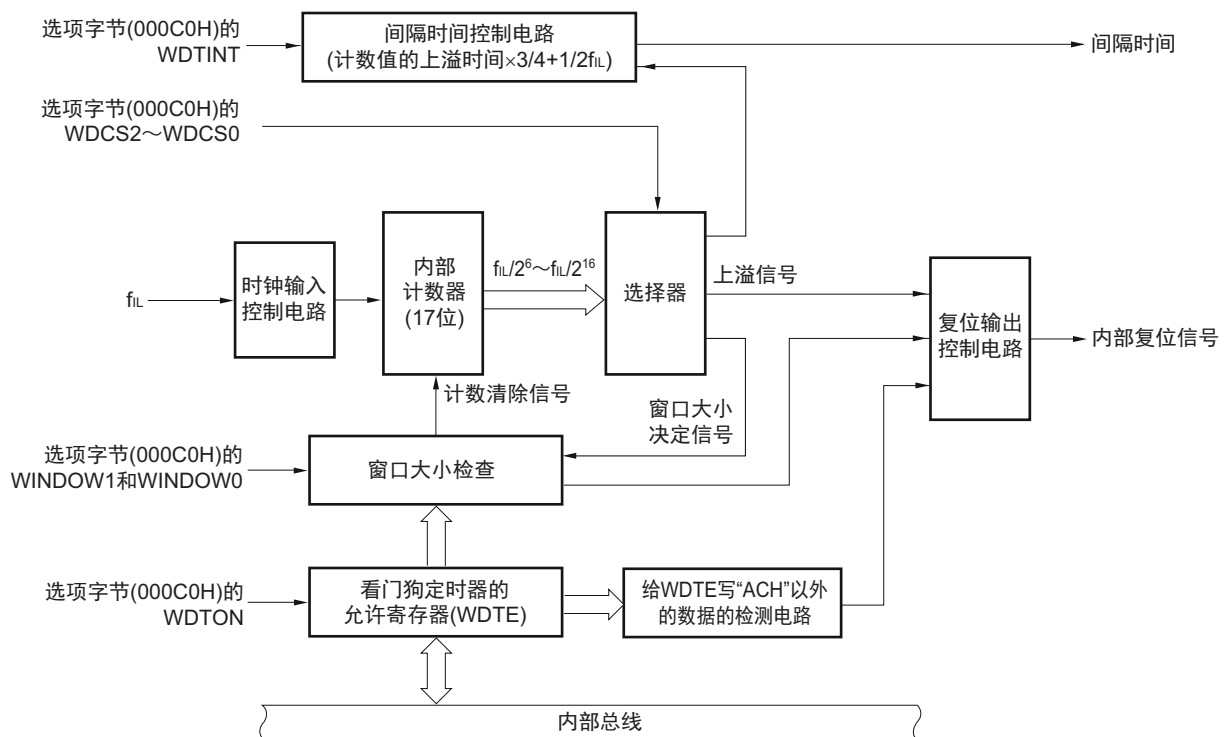 选项字节(000C0H)的
WDTINT
间隔时间控制电路
(计数值的上溢时间×3/4+1/2fIL)
间隔时间
选项字节(000C0H)的
WDCS2～WDCS0
fIL
时钟输入
控制电路
内部
计数器
(17位)
fIL/2⁶～fIL/2¹⁶
选择器
上溢信号
复位输出
控制电路
内部复位信号
计数清除信号
窗口大小
决定信号
选项字节(000C0H)的
WINDOW1和WINDOW0
窗口大小检查
选项字节(000C0H)的
WDTON
看门狗定时器的
允许寄存器(WDTE)
给WDTE写“ACH”以外
的数据的检测电路
内部总线